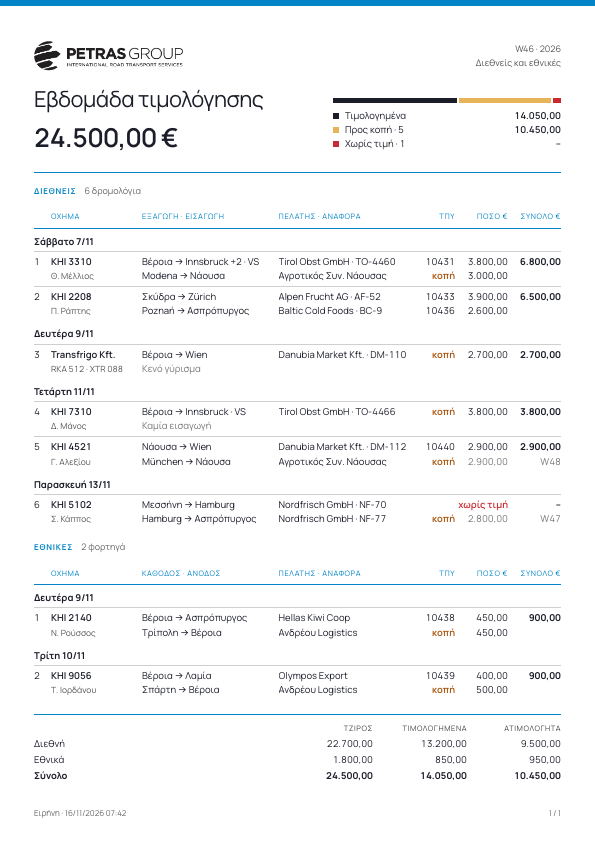 PETRAS GROUP
INTERNATIONAL ROAD TRANSPORT SERVICES
W46 · 2026
Διεθνείς και εθνικές
Εβδομάδα τιμολόγησης
24.500,00 €
Τιμολογημένα 14.050,00
Προς κοπή · 5 10.450,00
Χωρίς τιμή · 1 –
ΔΙΕΘΝΕΙΣ 6 δρομολόγια
ΟΧΗΜΑ ΕΞΑΓΩΓΗ · ΕΙΣΑΓΩΓΗ ΠΕΛΑΤΗΣ · ΑΝΑΦΟΡΑ ΤΠΥ ΠΟΣΟ € ΣΥΝΟΛΟ €
Σάββατο 7/11
1 ΚΗΙ 3310 Βέροια → Innsbruck +2 · VS Tirol Obst GmbH · TO-4460 10431 3.800,00 6.800,00
Θ. Μέλλιος Modena → Νάουσα Αγροτικός Συν. Νάουσας κοπή 3.000,00
2 ΚΗΙ 2208 Σκύδρα → Zürich Alpen Frucht AG · AF-52 10433 3.900,00 6.500,00
Π. Ράπτης Poznań → Ασπρόπυργος Baltic Cold Foods · BC-9 10436 2.600,00
Δευτέρα 9/11
3 Transfrigo Kft. Βέροια → Wien Danubia Market Kft. · DM-110 κοπή 2.700,00 2.700,00
RKA 512 · XTR 088 Κενό γύρισμα
Τετάρτη 11/11
4 ΚΗΙ 7310 Βέροια → Innsbruck · VS Tirol Obst GmbH · TO-4466 κοπή 3.800,00 3.800,00
Δ. Μάνος Καμία εισαγωγή
5 ΚΗΙ 4521 Νάουσα → Wien Danubia Market Kft. · DM-112 10440 2.900,00 2.900,00
Γ. Αλεξίου München → Νάουσα Αγροτικός Συν. Νάουσας κοπή 2.900,00 W48
Παρασκευή 13/11
6 ΚΗΙ 5102 Μεσσήνη → Hamburg Nordfrisch GmbH · NF-70 χωρίς τιμή –
Σ. Κάππος Hamburg → Ασπρόπυργος Nordfrisch GmbH · NF-77 κοπή 2.800,00 W47
ΕΘΝΙΚΕΣ 2 φορτηγά
ΟΧΗΜΑ ΚΑΘΟΔΟΣ · ΑΝΟΔΟΣ ΠΕΛΑΤΗΣ · ΑΝΑΦΟΡΑ ΤΠΥ ΠΟΣΟ € ΣΥΝΟΛΟ €
Δευτέρα 9/11
1 ΚΗΙ 2140 Βέροια → Ασπρόπυργος Hellas Kiwi Coop 10438 450,00 900,00
Ν. Ρούσσος Τρίπολη → Βέροια Ανδρέου Logistics κοπή 450,00
Τρίτη 10/11
2 ΚΗΙ 9056 Βέροια → Λαμία Olympos Export 10439 400,00 900,00
Τ. Ιορδάνου Σπάρτη → Βέροια Ανδρέου Logistics κοπή 500,00
ΤΖΙΡΟΣ ΤΙΜΟΛΟΓΗΜΕΝΑ ΑΤΙΜΟΛΟΓΗΤΑ
Διεθνή 22.700,00 13.200,00 9.500,00
Εθνικά 1.800,00 850,00 950,00
Σύνολο 24.500,00 14.050,00 10.450,00
Ειρήνη · 16/11/2026 07:42 1 / 1